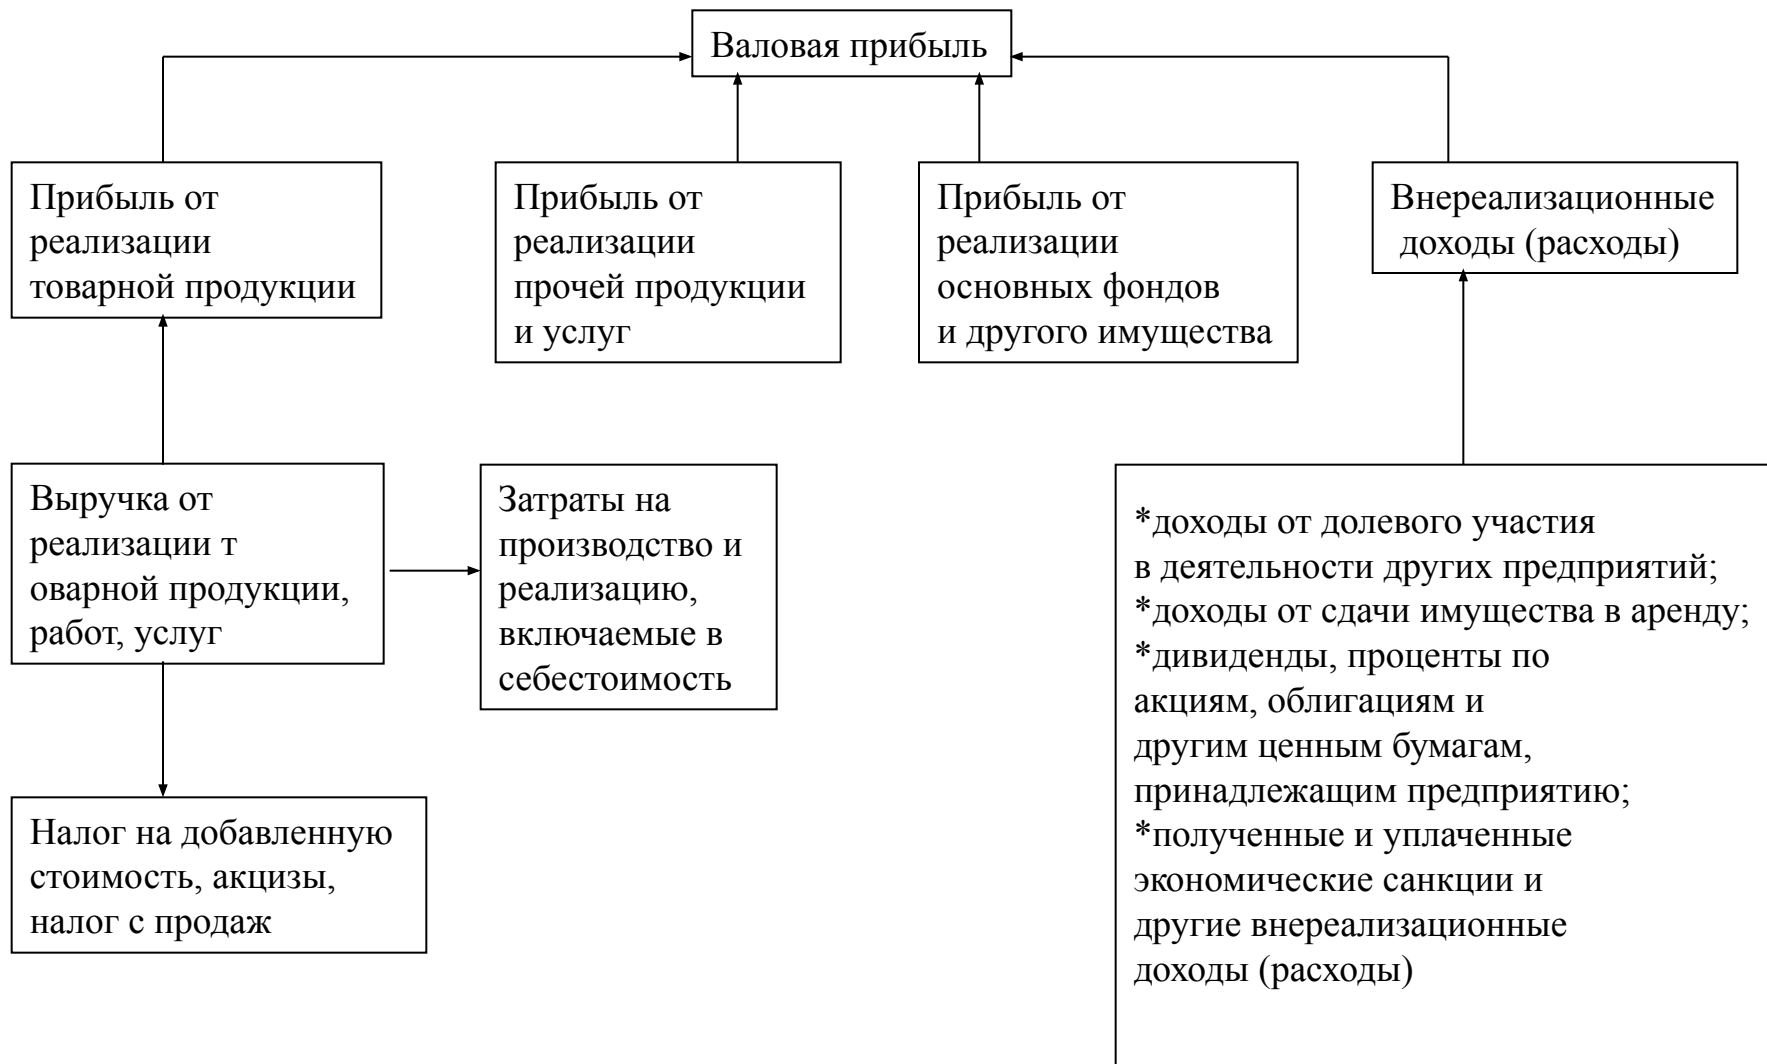 Валовая прибыль
Прибыль от
реализации
товарной продукции
Прибыль от
реализации
прочей продукции
и услуг
Прибыль от
реализации
основных фондов
и другого имущества
Внереализационные
доходы (расходы)
Выручка от
реализации т
оварной продукции,
работ, услуг
Затраты на
производство и
реализацию,
включаемые в
себестоимость
*доходы от долевого участия
в деятельности других предприятий;
*доходы от сдачи имущества в аренду;
*дивиденды, проценты по
акциям, облигациям и
другим ценным бумагам,
принадлежащим предприятию;
*полученные и уплаченные
экономические санкции и
другие внереализационные
доходы (расходы)
Налог на добавленную
стоимость, акцизы,
налог с продаж